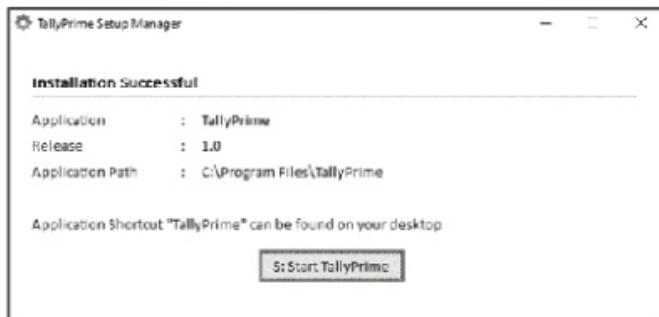 TallyPrime Setup Manager
Installation Successful
Application : TallyPrime
Release : 1.0
Application Path : C:\Program Files\TallyPrime
Application Shortcut "TallyPrime" can be found on your desktop
S: Start TallyPrime